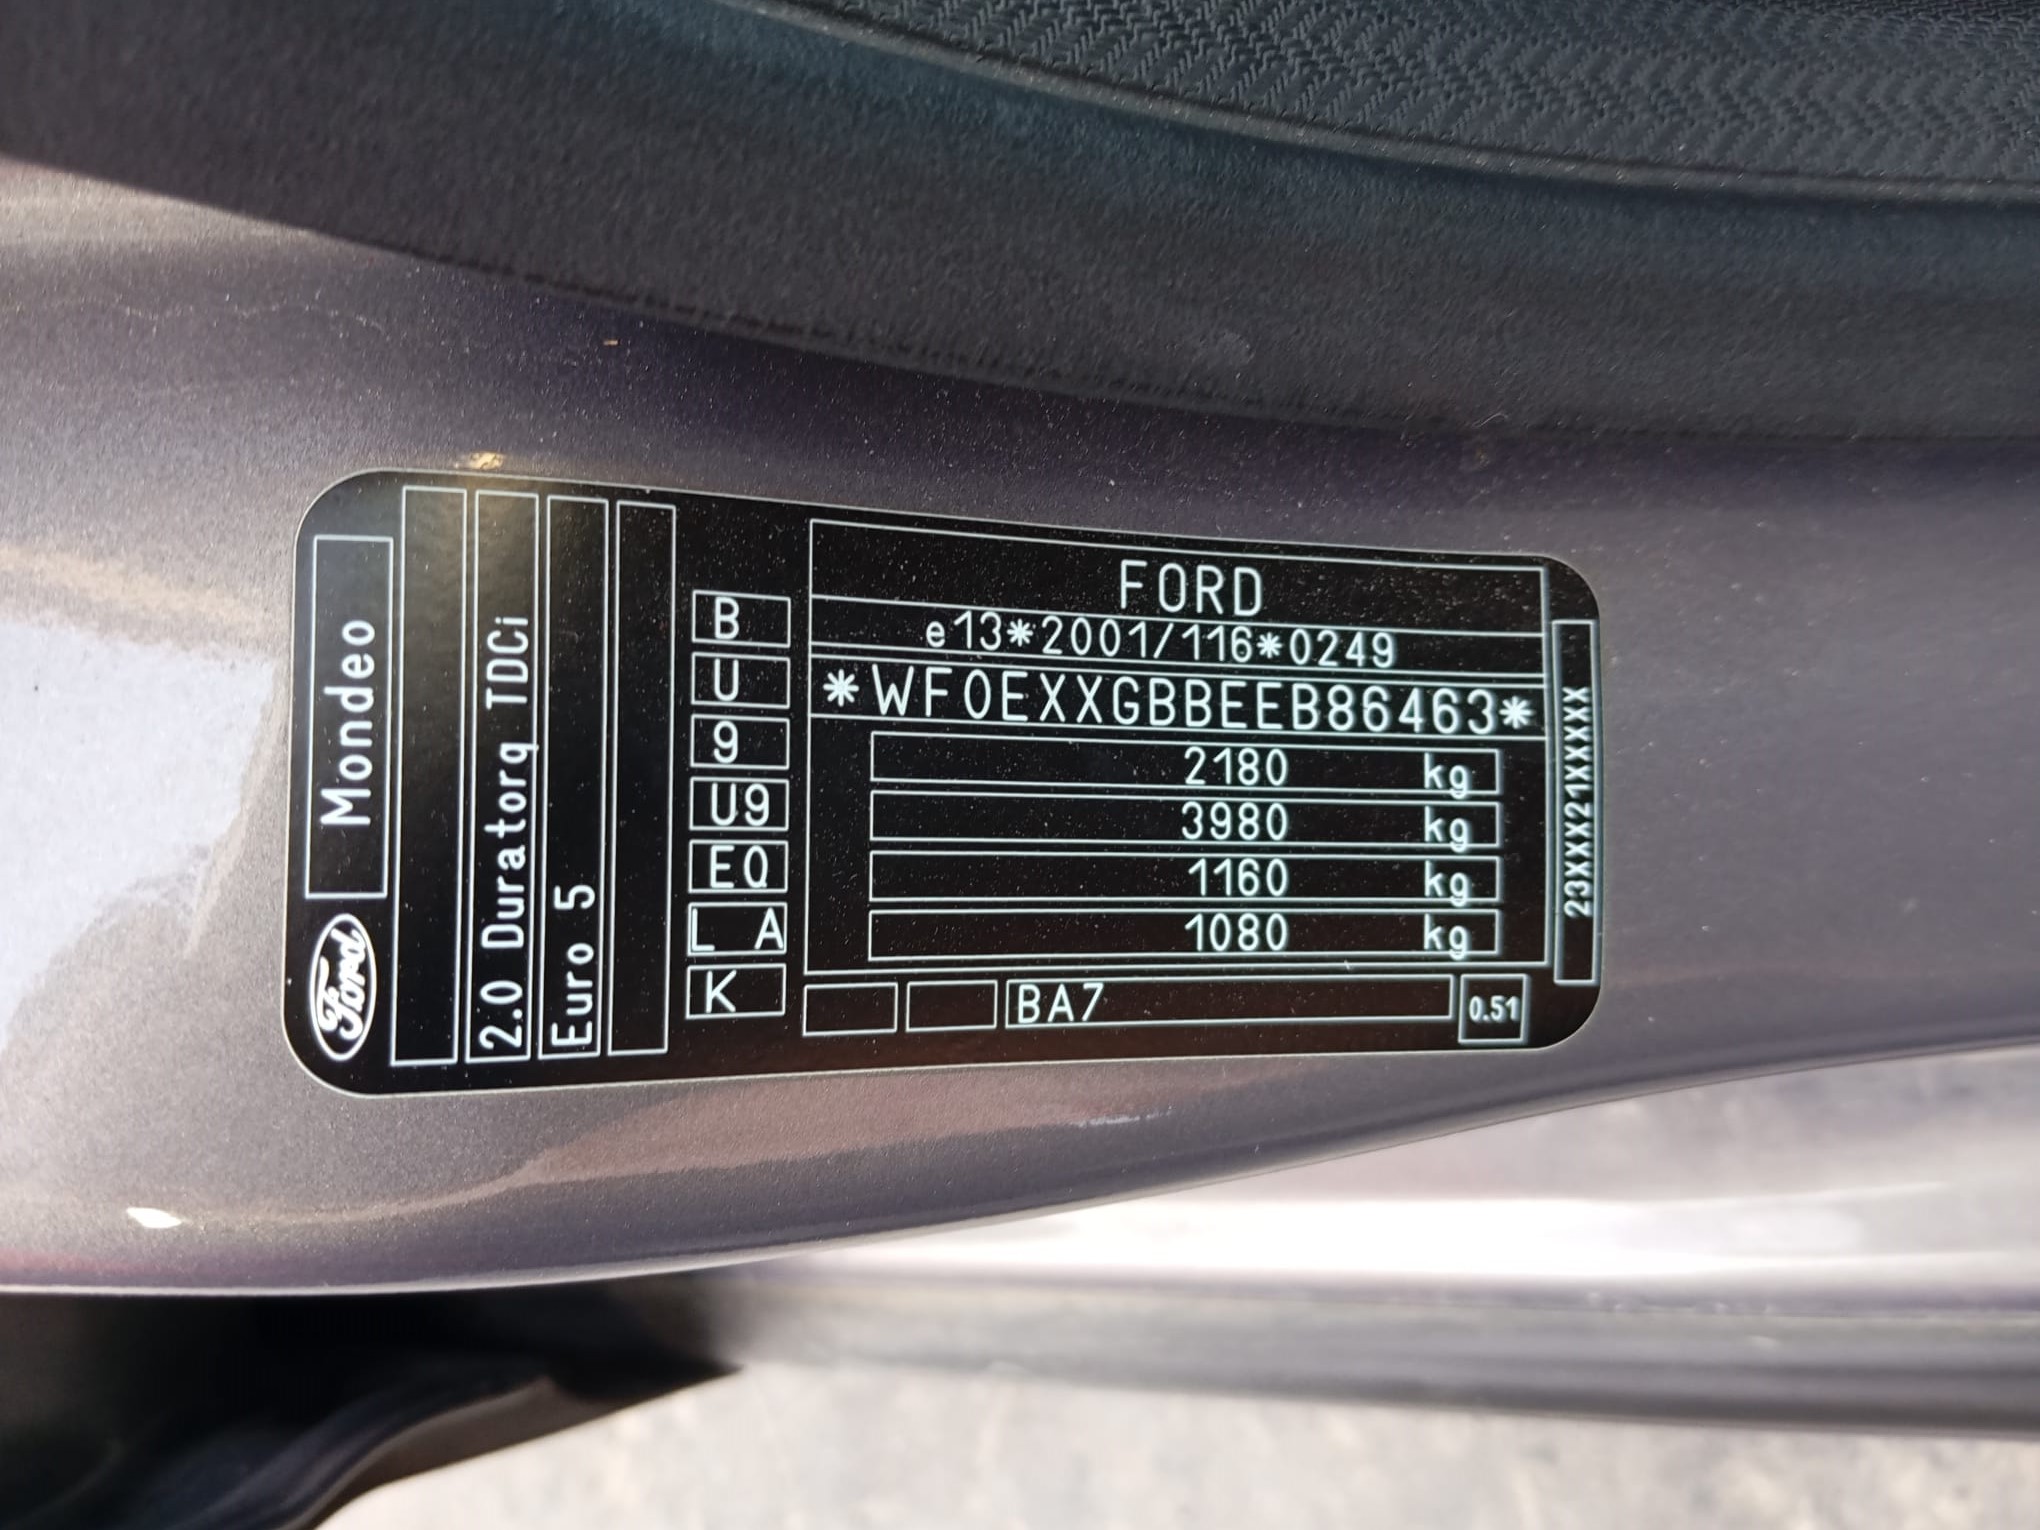 Ford
Mondeo
2.0 Duratorq TDCi
Euro 5
B
U
9
U9
EQ
L A
K
FORD
e13*2001/116*0249
*WF0EXXGBBEEB86463*
2180 kg
3980 kg
1160 kg
1080 kg
BA7
0.51
23XXX21XXXXX